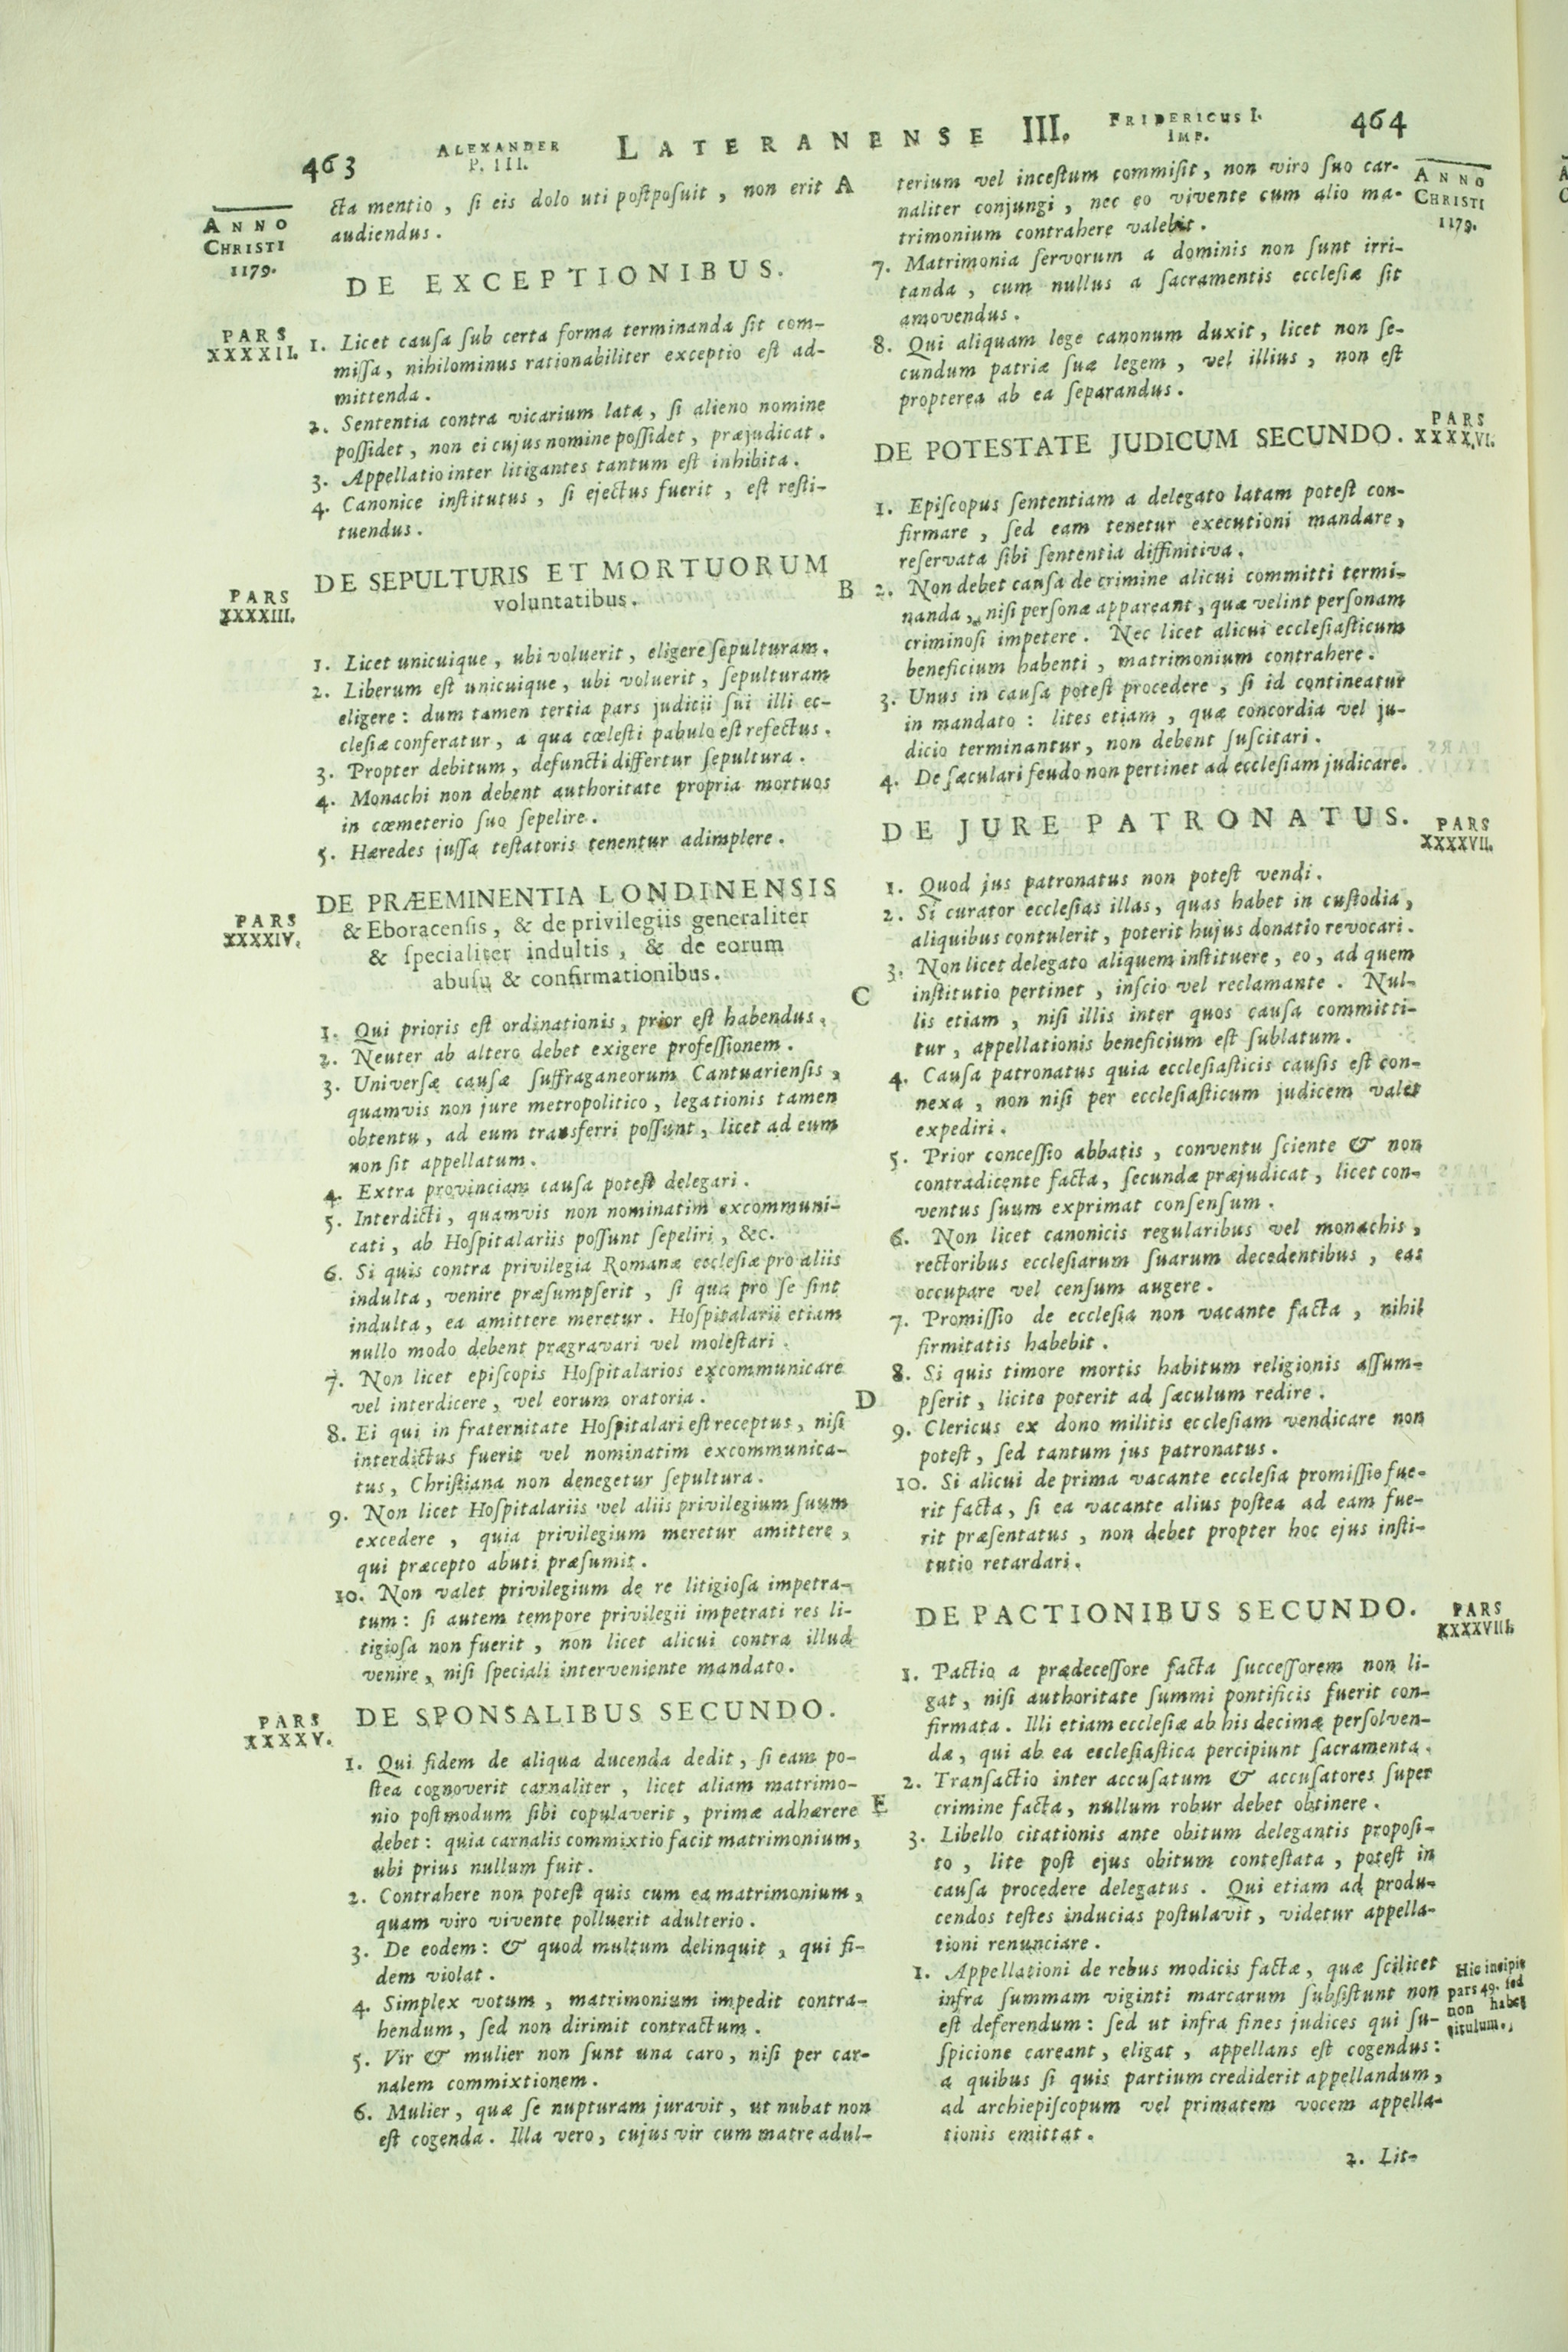 463
ALEXANDER
P. III.
LATERANENSE III.
FRIDERICUS I.
IMP.
464
ANNO
CHRISTI
1179.
cta mentio, ſi eis dolo uti poſtpoſuit, non erit
audiendus.
DE EXCEPTIONIBUS.
PARS
XXXXII.
1. Licet cauſa ſub certa forma terminanda ſit com-
miſſa, nihilominus rationabiliter exceptio eſt ad-
mittenda.
2. Sententia contra vicarium lata, ſi alieno nomine
poſſidet, non ei cujus nomine poſſidet, præjudicat.
3. Appellatio inter litigantes tantum eſt inhibita.
4. Canonice inſtitutus, ſi ejectus fuerit, eſt reſti-
tuendus.
DE SEPULTURIS ET MORTUORUM
voluntatibus.
PARS
XXXXIII.
1. Licet unicuique, ubi voluerit, eligere ſepulturam.
2. Liberum eſt unicuique, ubi voluerit, ſepulturam
eligere: dum tamen tertia pars judicii ſui illi ec-
cleſiæ conferatur, a qua cœleſti pabulo eſt refectus.
3. Propter debitum, defuncti differtur ſepultura.
4. Monachi non debent authoritate propria mortuos
in cœmeterio ſuo ſepelire.
5. Hæredes juſſa teſtatoris tenentur adimplere.
DE PRÆEMINENTIA LONDINENSIS
& Eboracenſis, & de privilegiis generaliter
& ſpecialiter indultis, & de eorum
abuſu & confirmationibus.
PARS
XXXXIV.
1. Qui prioris eſt ordinationis, prior eſt habendus.
2. Neuter ab altero debet exigere profeſſionem.
3. Univerſæ cauſæ ſuffraganeorum Cantuarienſis,
quamvis non jure metropolitico, legationis tamen
obtentu, ad eum transferri poſſunt, licet ad eum
non ſit appellatum.
4. Extra provinciam cauſa poteſt delegari.
5. Interdicti, quamvis non nominatim excommuni-
cati, ab Hoſpitalariis poſſunt ſepeliri, &c.
6. Si quis contra privilegia Romanæ eccleſiæ pro aliis
indulta, venire præſumpſerit, ſi qua pro ſe ſint
indulta, ea amittere meretur. Hoſpitalarii etiam
nullo modo debent prægravari vel moleſtari.
7. Non licet epiſcopis Hoſpitalarios excommunicare
vel interdicere, vel eorum oratoria.
8. Ei qui in fraternitate Hoſpitalari eſt receptus, niſi
interdictus fuerit vel nominatim excommunica-
tus, Chriſtiana non denegetur ſepultura.
9. Non licet Hoſpitalariis vel aliis privilegium ſuum
excedere, quia privilegium meretur amittere,
qui præcepto abuti præſumit.
10. Non valet privilegium de re litigioſa impetra-
tum: ſi autem tempore privilegii impetrati res li-
tigioſa non fuerit, non licet alicui contra illud
venire, niſi ſpeciali interveniente mandato.
DE SPONSALIBUS SECUNDO.
PARS
XXXXV.
1. Qui fidem de aliqua ducenda dedit, ſi eam po-
ſtea cognoverit carnaliter, licet aliam matrimo-
nio poſtmodum ſibi copulaverit, primæ adhærere
debet: quia carnalis commixtio facit matrimonium,
ubi prius nullum fuit.
2. Contrahere non poteſt quis cum ea matrimonium,
quam viro vivente polluerit adulterio.
3. De eodem: & quod multum delinquit, qui fi-
dem violat.
4. Simplex votum, matrimonium impedit contra-
hendum, ſed non dirimit contractum.
5. Vir & mulier non ſunt una caro, niſi per car-
nalem commixtionem.
6. Mulier, quæ ſe nupturam juravit, ut nubat non
eſt cogenda. Illa vero, cujus vir cum matre adul-
A
B
C
D
E
terium vel inceſtum commiſit, non viro ſuo car-
naliter conjungi, nec eo vivente cum alio ma-
trimonium contrahere valebit.
ANNO
CHRISTI
1179.
7. Matrimonia ſervorum a dominis non ſunt irri-
tanda, cum nullus a ſacramentis eccleſiæ ſit
amovendus.
8. Qui aliquam lege canonum duxit, licet non ſe-
cundum patriæ ſuæ legem, vel illius, non eſt
propterea ab ea ſeparandus.
DE POTESTATE JUDICUM SECUNDO.
PARS
XXXXVI.
1. Epiſcopus ſententiam a delegato latam poteſt con-
firmare, ſed eam tenetur executioni mandare,
reſervata ſibi ſententia diffinitiva.
2. Non debet cauſa de crimine alicui committi termi-
nanda, niſi perſonæ appareant, quæ velint perſonam
criminoſi impetere. Nec licet alicui eccleſiaſticum
beneficium habenti, matrimonium contrahere.
3. Unus in cauſa poteſt procedere, ſi id contineatur
in mandato: lites etiam, quæ concordia vel ju-
dicio terminantur, non debent ſuſcitari.
4. De ſæculari feudo non pertinet ad eccleſiam judicare.
DE JURE PATRONATUS.
PARS
XXXXVII.
1. Quod jus patronatus non poteſt vendi.
2. Si curator eccleſias illas, quas habet in cuſtodia,
aliquibus contulerit, poterit hujus donatio revocari.
3. Non licet delegato aliquem inſtituere, eo, ad quem
inſtitutio pertinet, inſcio vel reclamante. Nul-
lis etiam, niſi illis inter quos cauſa committi-
tur, appellationis beneficium eſt ſublatum.
4. Cauſa patronatus quia eccleſiaſticis cauſis eſt con-
nexa, non niſi per eccleſiaſticum judicem valet
expediri.
5. Prior conceſſio abbatis, conventu ſciente & non
contradicente facta, ſecundæ præjudicat, licet con-
ventus ſuum exprimat conſenſum.
6. Non licet canonicis regularibus vel monachis,
rectoribus eccleſiarum ſuarum decedentibus, eas
occupare vel cenſum augere.
7. Promiſſio de eccleſia non vacante facta, nihil
firmitatis habebit.
8. Si quis timore mortis habitum religionis aſſum-
pſerit, licite poterit ad ſæculum redire.
9. Clericus ex dono militis eccleſiam vendicare non
poteſt, ſed tantum jus patronatus.
10. Si alicui de prima vacante eccleſia promiſſio fue-
rit facta, ſi ea vacante alius poſtea ad eam fue-
rit præſentatus, non debet propter hoc ejus inſti-
tutio retardari.
DE PACTIONIBUS SECUNDO.
PARS
XXXXVIII.
1. Pactio a prædeceſſore facta ſucceſſorem non li-
gat, niſi authoritate ſummi pontificis fuerit con-
firmata. Illi etiam eccleſiæ ab his decimæ perſolven-
dæ, qui ab ea eccleſiaſtica percipiunt ſacramenta.
2. Tranſactio inter accuſatum & accuſatores ſuper
crimine facta, nullum robur debet obtinere.
3. Libello citationis ante obitum delegantis propoſi-
to, lite poſt ejus obitum conteſtata, poteſt in
cauſa procedere delegatus. Qui etiam ad produ-
cendos teſtes inducias poſtulavit, videtur appella-
tioni renunciare.
1. Appellationi de rebus modicis factæ, quæ ſcilicet
infra ſummam viginti marcarum ſubſiſtunt non
eſt deferendum: ſed ut infra fines judices qui ſu-
ſpicione careant, eligat, appellans eſt cogendus:
a quibus ſi quis partium crediderit appellandum,
ad archiepiſcopum vel primatem vocem appella-
tionis emittat.
Hic incipit
pars 49. ſed
non habet
titulum.
2. Lit-